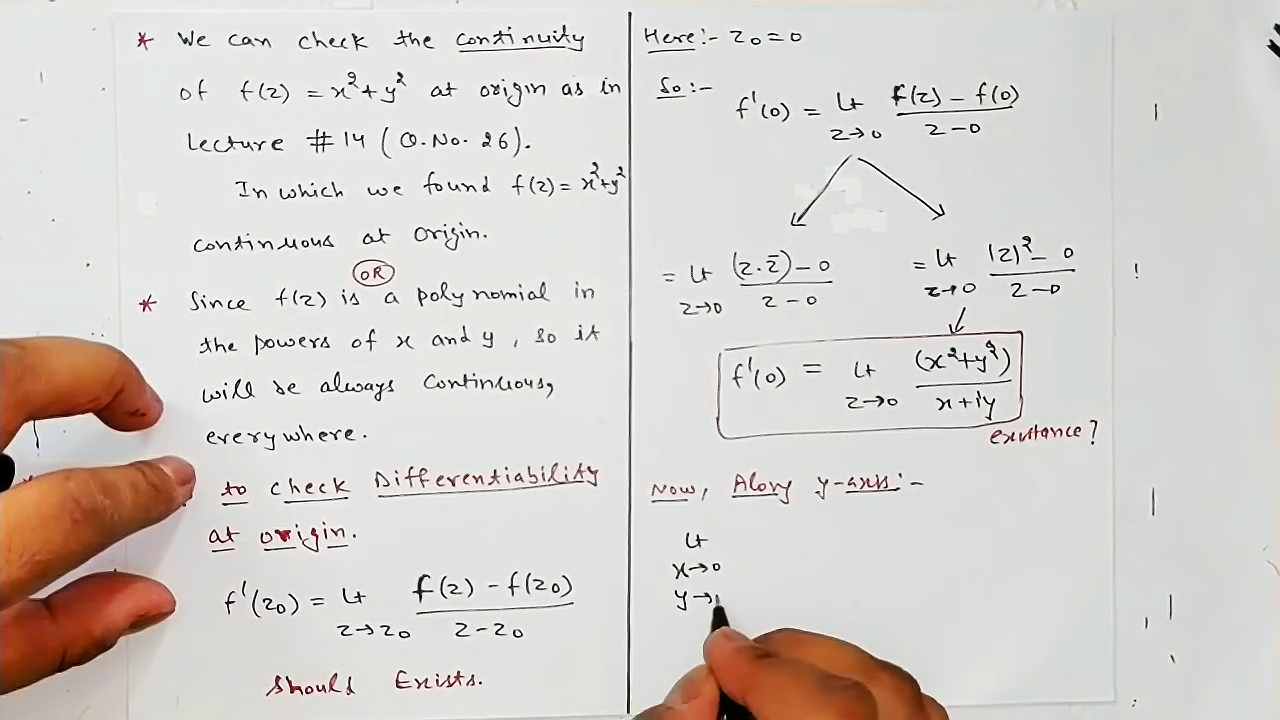 * We can check the continuity
of f(z) = x²+y² at origin as in
Lecture # 14 (Q.No. 26).
In which we found f(z) = x²+y²
continuous at origin.
OR
* Since f(z) is a polynomial in
the powers of x and y, so it
will be always continuous,
everywhere.
to check Differentiability
at origin.
f'(z₀) = Lt f(z) - f(z₀)
z→z₀ z-z₀
Should Exists.
Here:- z₀=0
So:-
f'(0) = Lt f(z) - f(0)
z→0 z-0
= Lt (z.z̄) - 0
z→0 z-0
= Lt |z|² - 0
z→0 z-0
f'(0) = Lt (x²+y²)
z→0 x+iy
existance?
Now, Along y-axis:-
Lt
x→0
y→